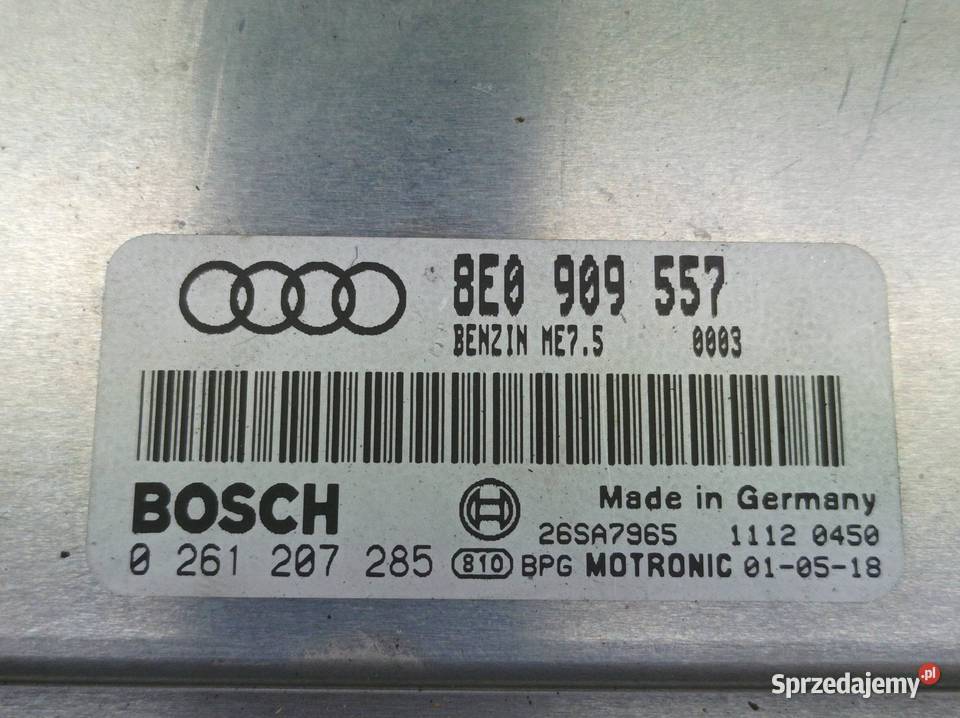 8E0 909 557
BENZIN ME7.5 0003
BOSCH
Made in Germany
26SA7965 1112 0450
0 261 207 285 810 BPG MOTRONIC 01-05-18
Sprzedajemy.pl